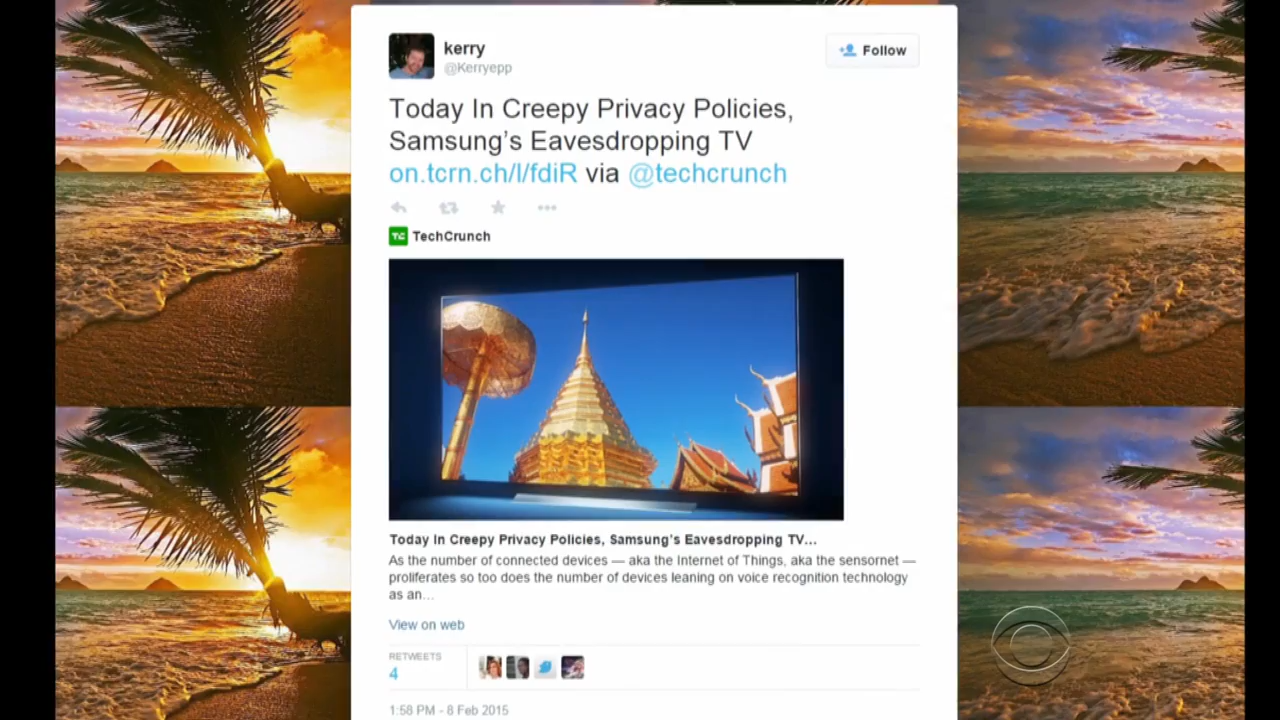 kerry
@Kerryepp
Follow
Today In Creepy Privacy Policies,
Samsung's Eavesdropping TV
on.tcrn.ch/l/fdiR via @techcrunch
TechCrunch
Today In Creepy Privacy Policies, Samsung's Eavesdropping TV...
As the number of connected devices — aka the Internet of Things, aka the sensornet —
proliferates so too does the number of devices leaning on voice recognition technology
as an...
View on web
RETWEETS
4
1:58 PM - 8 Feb 2015